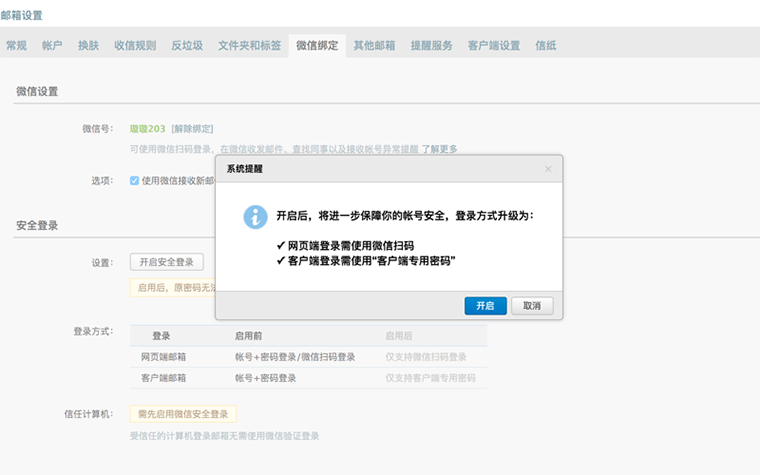 邮箱设置
常规 帐户 换肤 收信规则 反垃圾 文件夹和标签 微信绑定 其他邮箱 提醒服务 客户端设置 信纸
微信设置
微信号: 璇璇203 [解除绑定]
可使用微信扫码登录，在微信收发邮件、查找同事以及接收帐号异常提醒 了解更多
选项: 使用微信接收新邮
系统提醒 ×
开启后，将进一步保障你的帐号安全，登录方式升级为:
✔ 网页端登录需使用微信扫码
✔ 客户端登录需使用“客户端专用密码”
开启 取消
安全登录
设置: 开启安全登录
启用后，原密码无法
登录方式: 登录 启用前 启用后
网页端邮箱 帐号+密码登录/微信扫码登录 仅支持微信扫码登录
客户端邮箱 帐号+密码登录 仅支持客户端专用密码
信任计算机: 需先启用微信安全登录
受信任的计算机登录邮箱无需使用微信验证登录